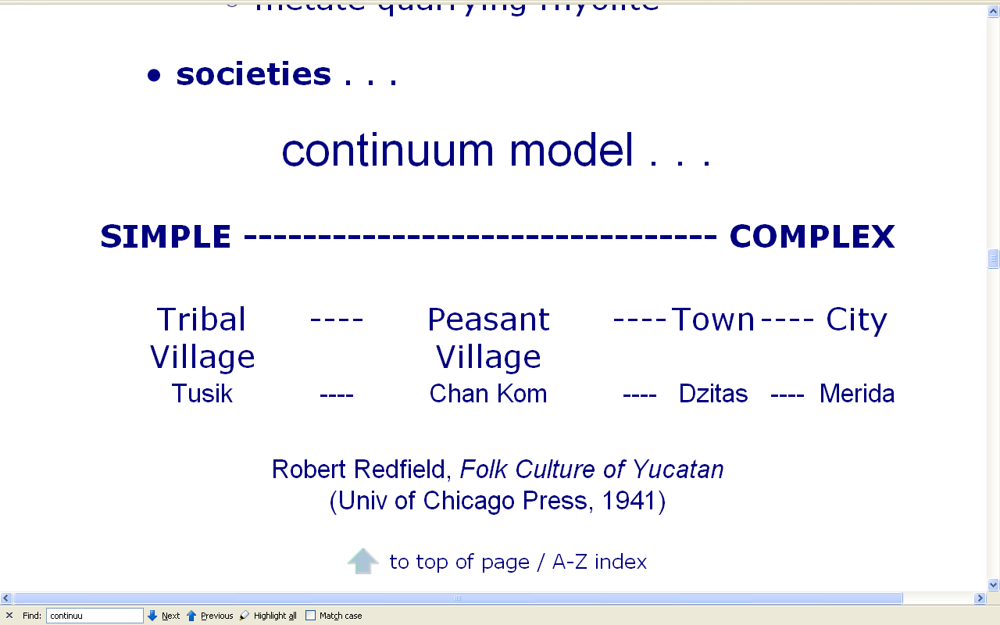 metate quarrying rhyolite
• societies . . .
continuum model . . .
SIMPLE -------------------------------- COMPLEX
Tribal ---- Peasant ---- Town ---- City
Village Village
Tusik ---- Chan Kom ---- Dzitas ---- Merida
Robert Redfield, Folk Culture of Yucatan
(Univ of Chicago Press, 1941)
to top of page / A-Z index
Find: continuu Next Previous Highlight all Match case